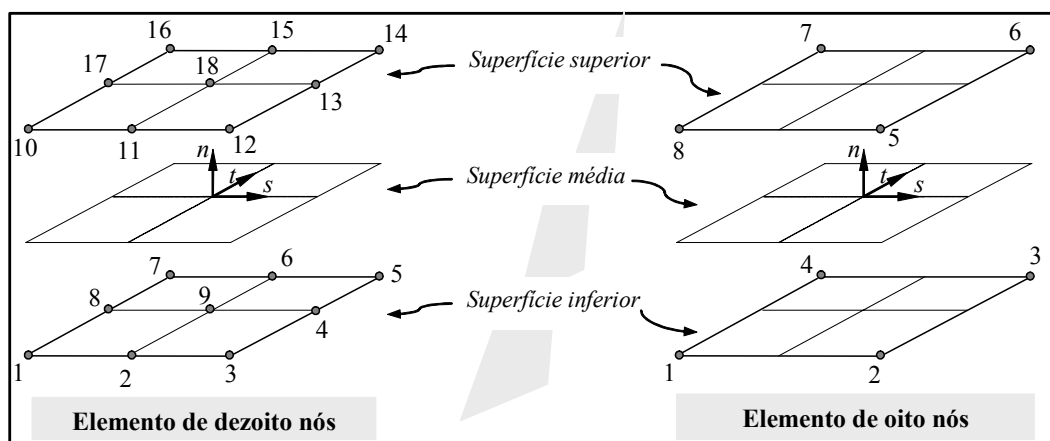 16 15 14
17 18 13
10 11 12
Superfície superior
7 6
8 5
n t s
Superfície média
n t s
7 6 5
8 9 4
1 2 3
Superfície inferior
4 3
1 2
Elemento de dezoito nós
Elemento de oito nós